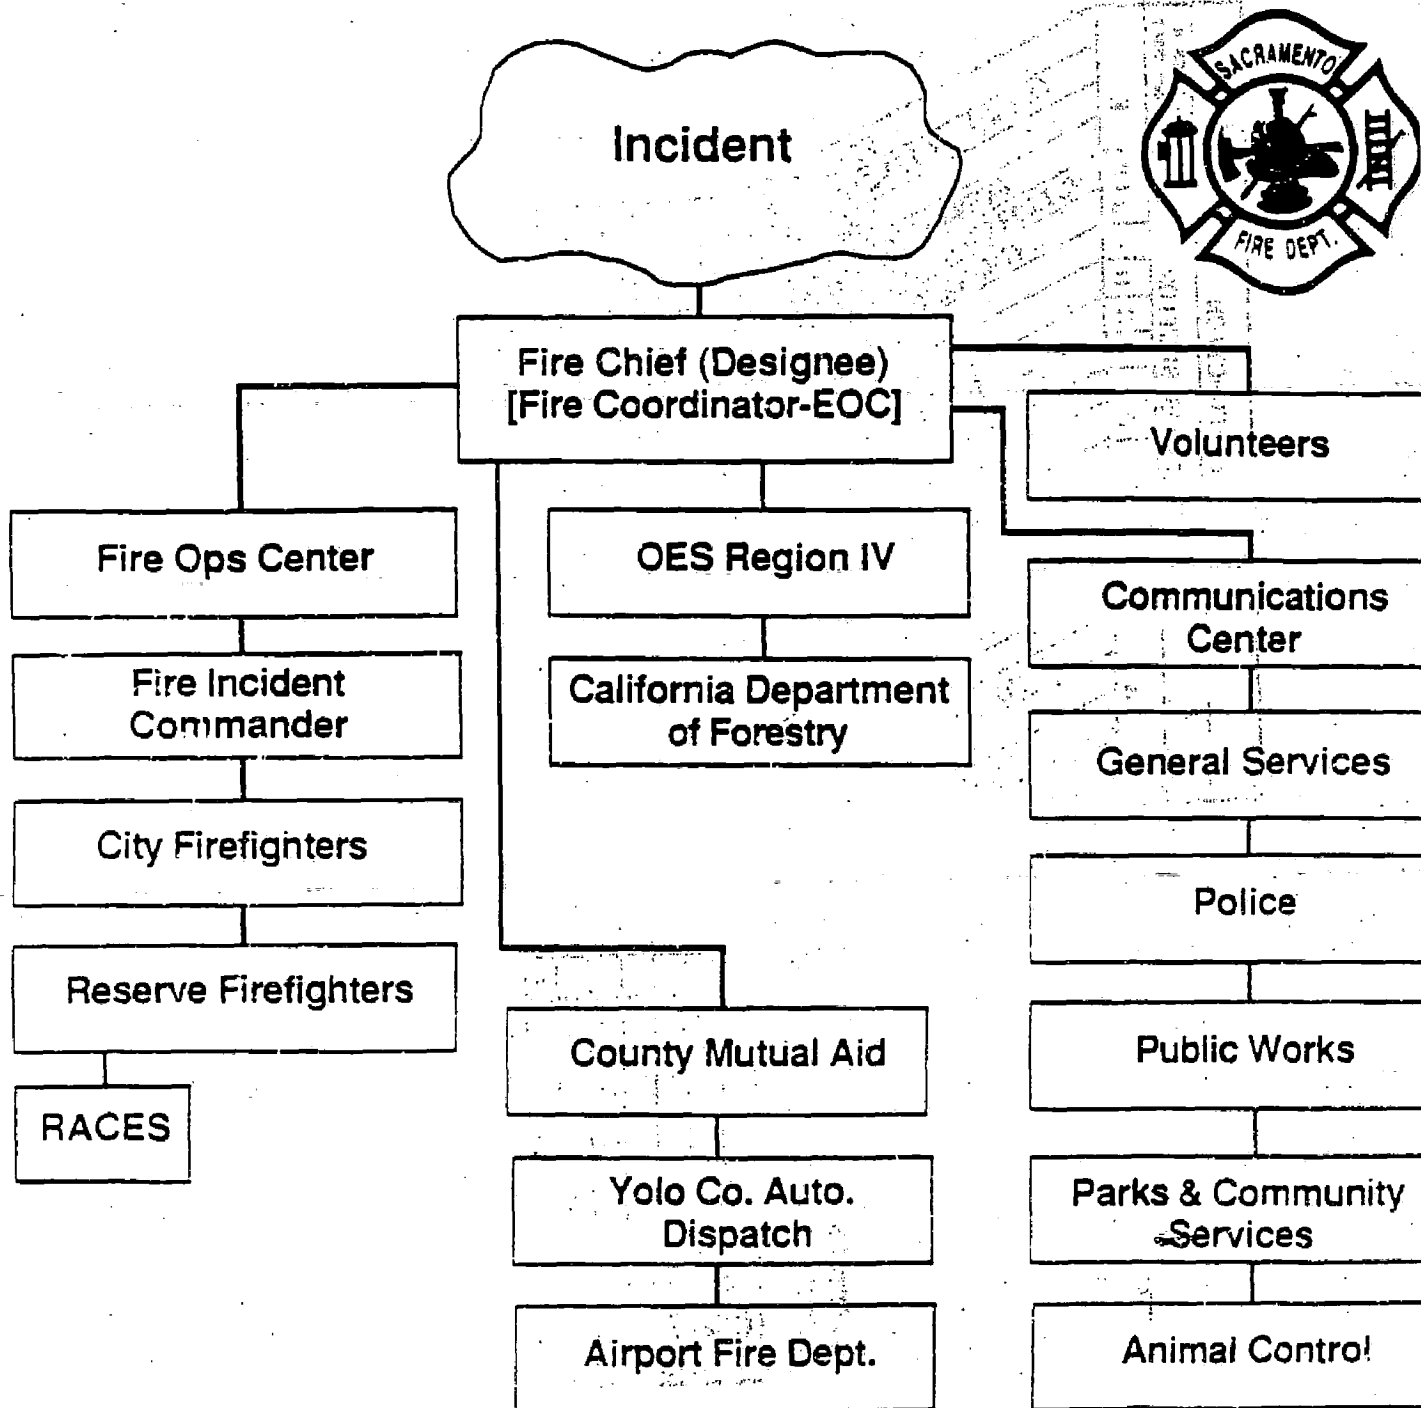 Incident
SACRAMENTO
FIRE DEPT.
Fire Chief (Designee)
[Fire Coordinator-EOC]
Volunteers
Fire Ops Center
OES Region IV
Communications
Center
Fire Incident
Commander
California Department
of Forestry
General Services
City Firefighters
Police
Reserve Firefighters
County Mutual Aid
Public Works
RACES
Yolo Co. Auto.
Dispatch
Parks & Community
Services
Airport Fire Dept.
Animal Control